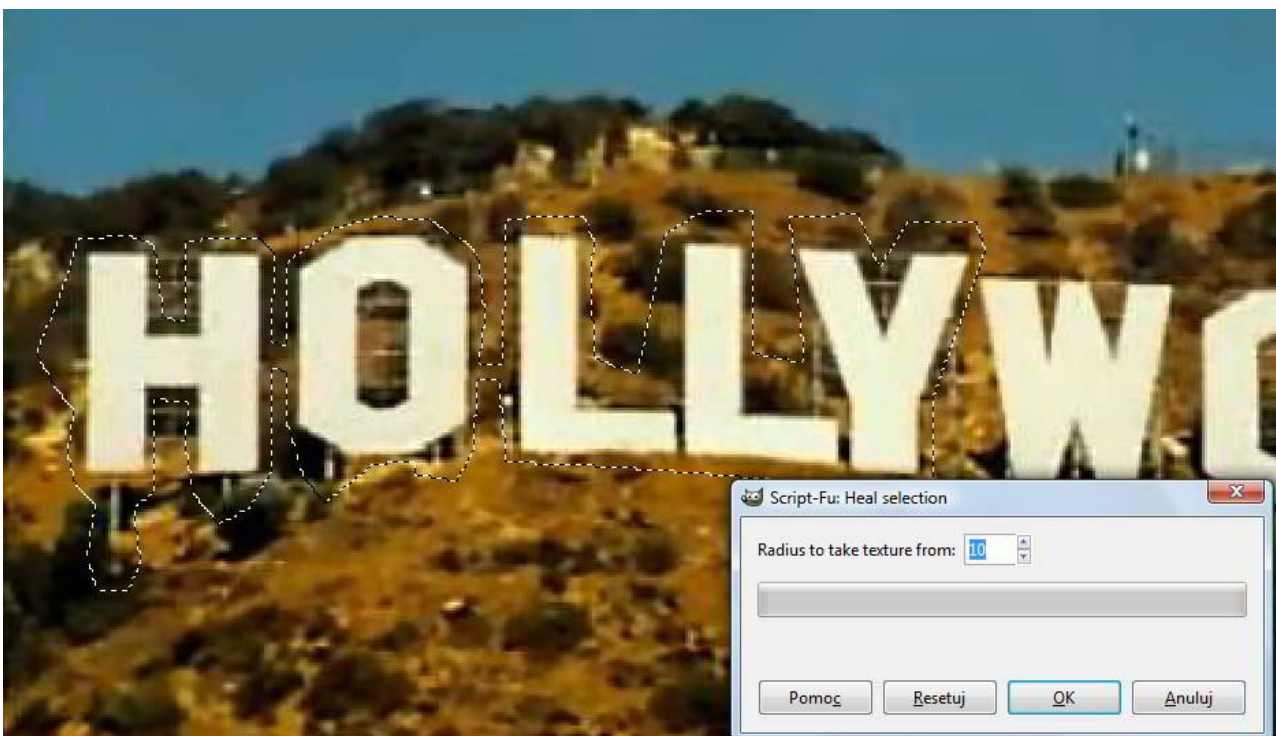 HOLLYWO
Script-Fu: Heal selection
Radius to take texture from: 10
Pomoc Resetuj OK Anuluj